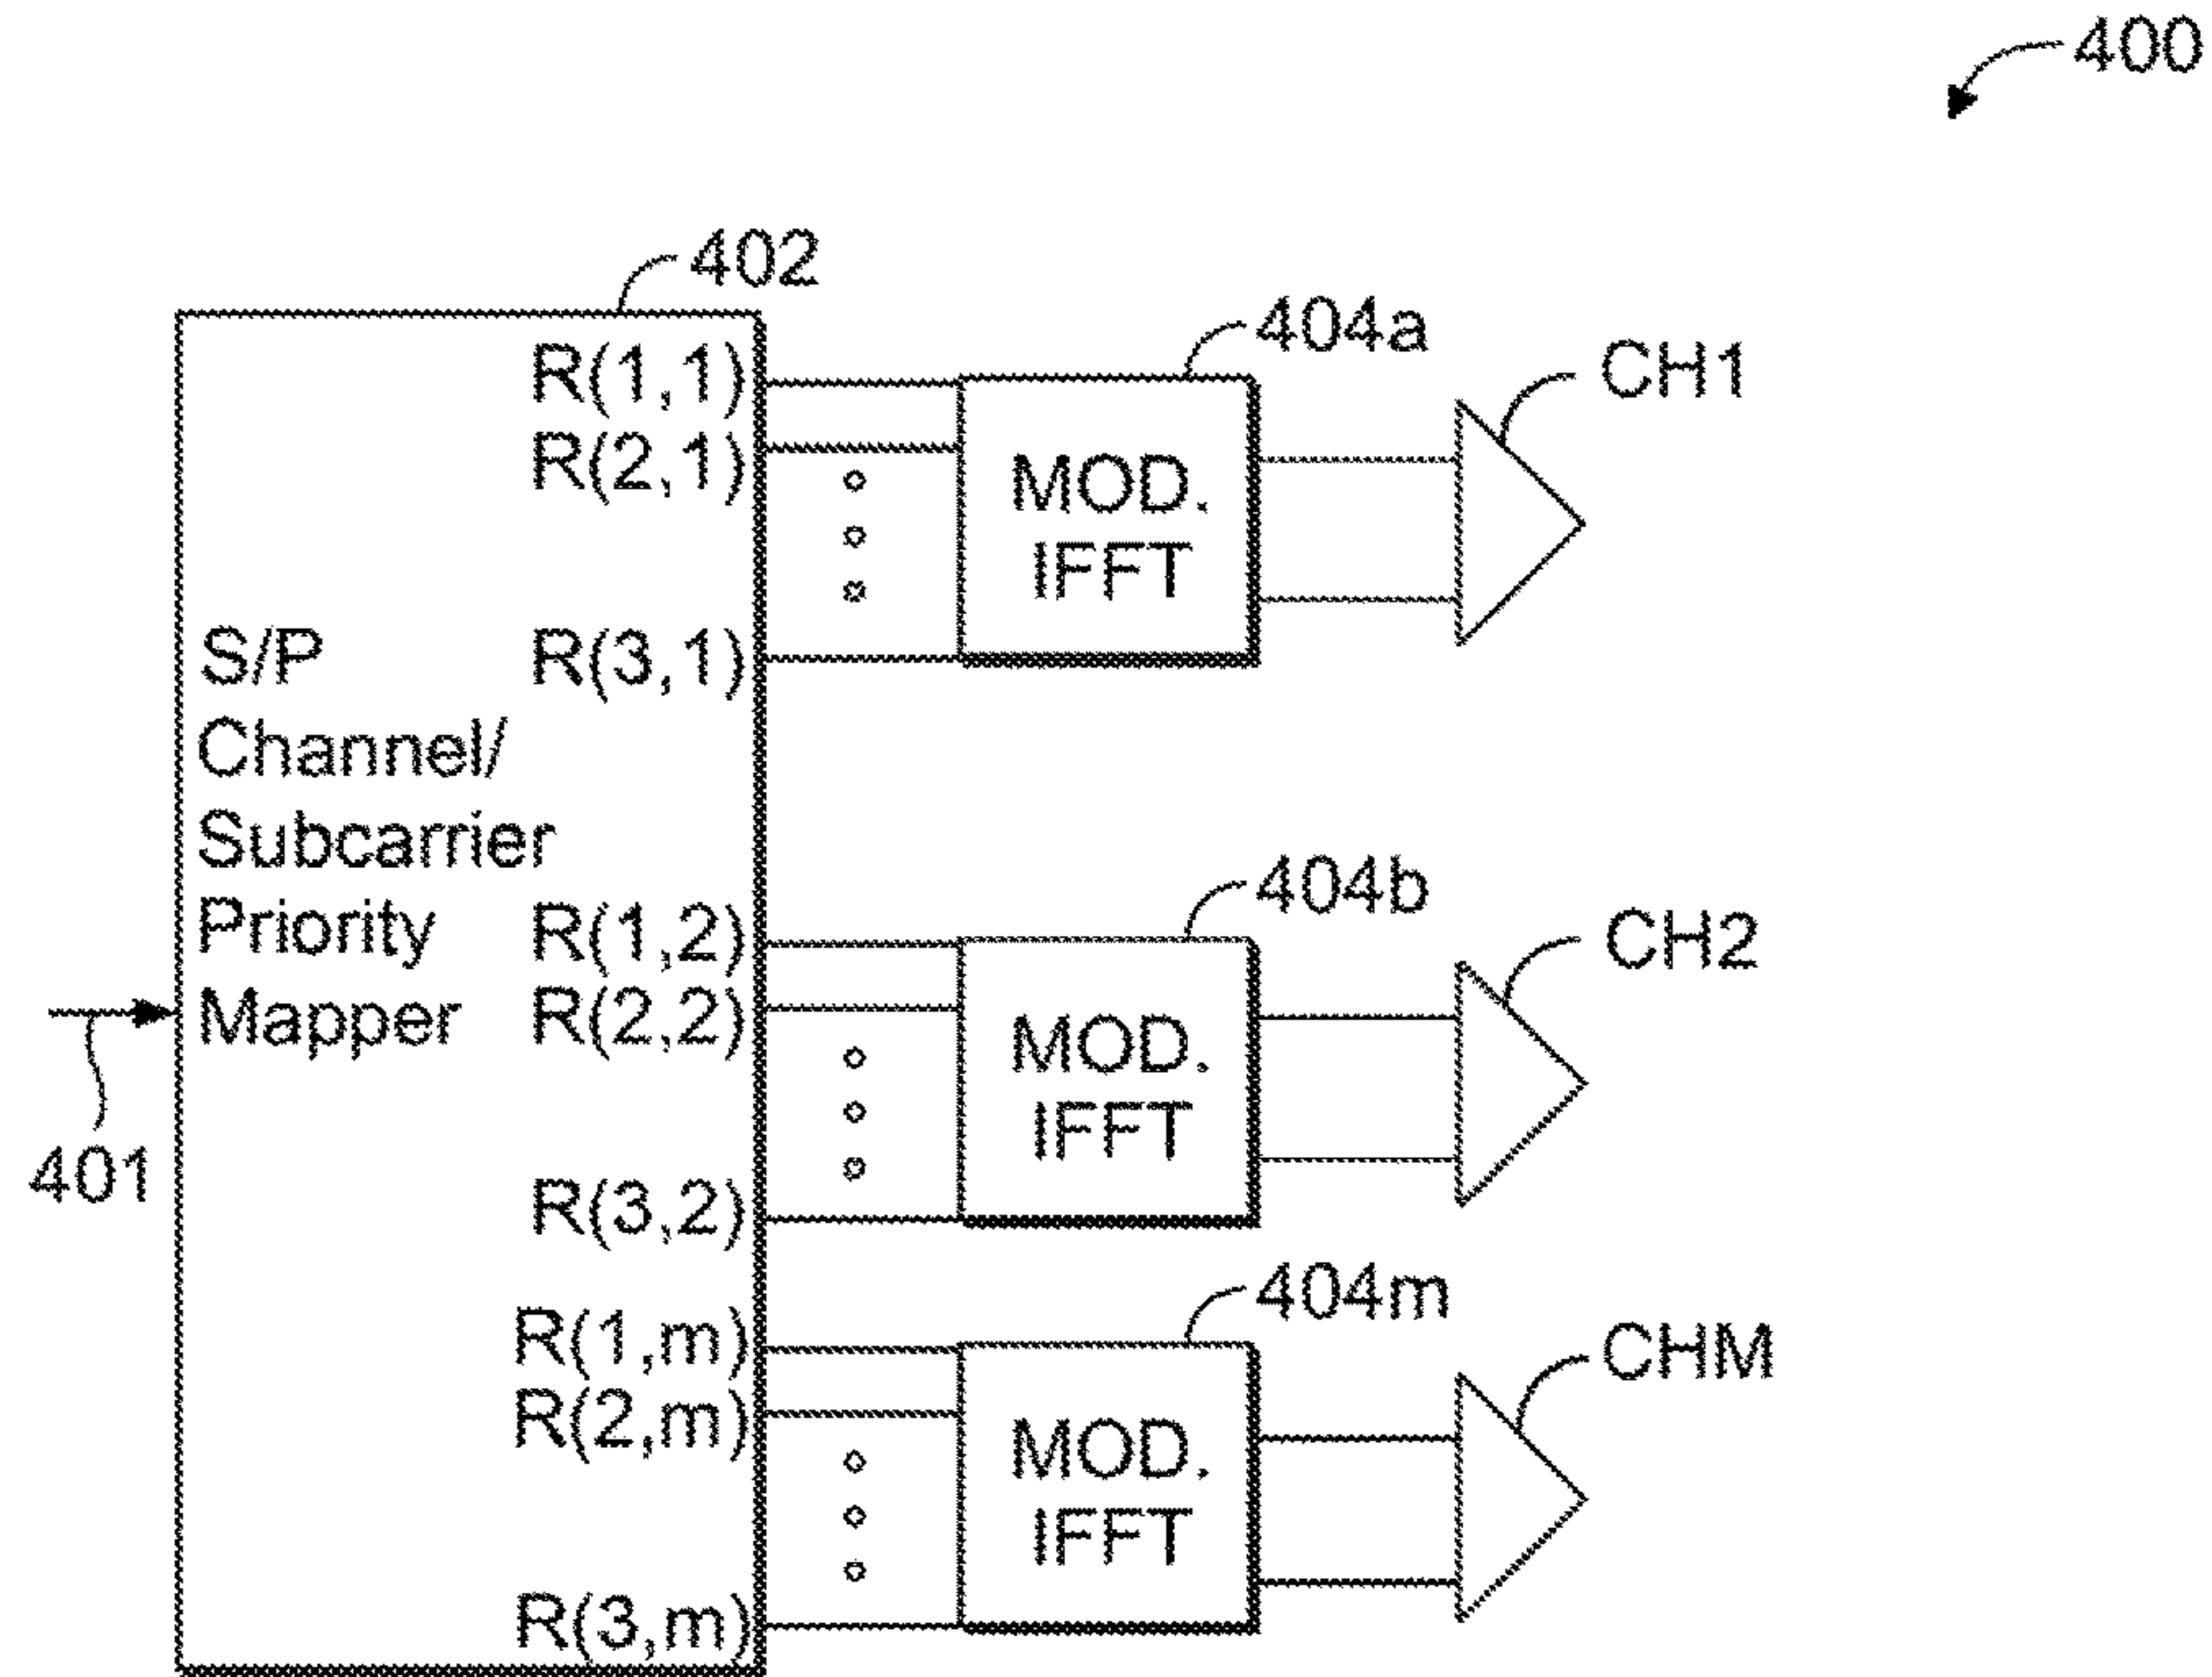 400
402
R(1,1)
404a
CH1
R(2,1)
MOD.
IFFT
S/P
R(3,1)
Channel/
Subcarrier
Priority
R(1,2)
404b
CH2
Mapper
R(2,2)
MOD.
IFFT
401
R(3,2)
R(1,m)
404m
CHM
R(2,m)
MOD.
IFFT
R(3,m)